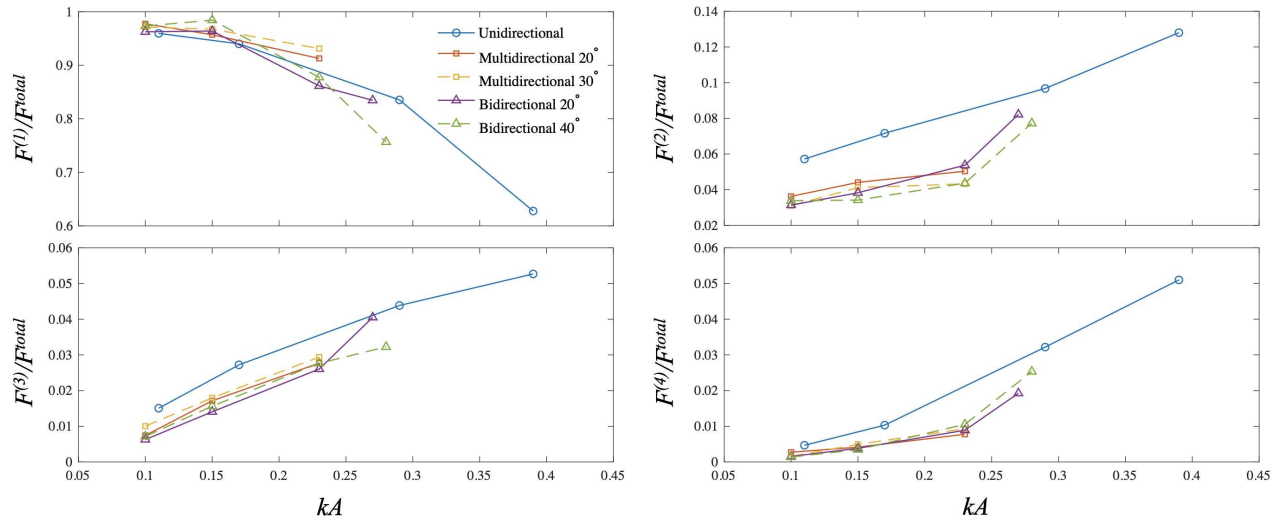 1
0.9
0.8
0.7
0.6
F^(1)/F^total
Unidirectional
Multidirectional 20°
Multidirectional 30°
Bidirectional 20°
Bidirectional 40°
0.14
0.12
0.1
0.08
0.06
0.04
0.02
F^(2)/F^total
0.06
0.05
0.04
0.03
0.02
0.01
0
F^(3)/F^total
0.05 0.1 0.15 0.2 0.25 0.3 0.35 0.4 0.45
kA
0.06
0.05
0.04
0.03
0.02
0.01
0
F^(4)/F^total
0.05 0.1 0.15 0.2 0.25 0.3 0.35 0.4 0.45
kA